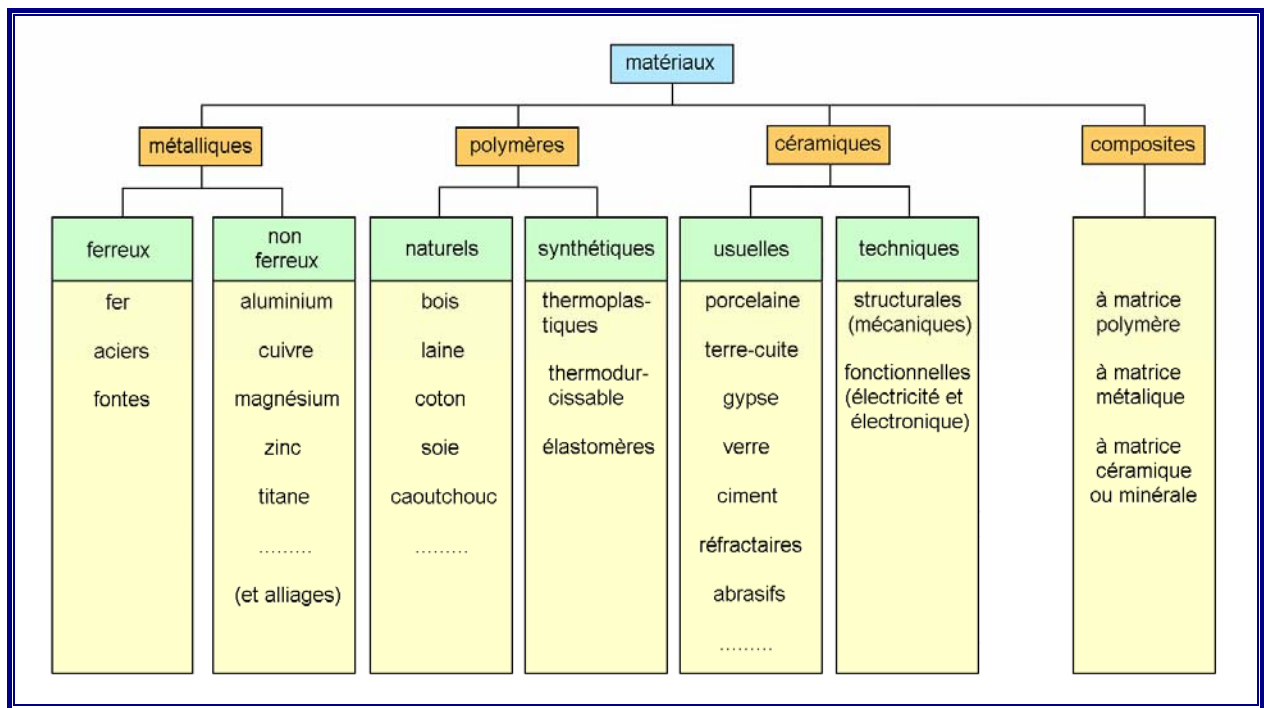 matériaux
métalliques
polymères
céramiques
composites
ferreux
fer
aciers
fontes
non
ferreux
aluminium
cuivre
magnésium
zinc
titane
.........
(et alliages)
naturels
bois
laine
coton
soie
caoutchouc
.........
synthétiques
thermoplas-
tiques
thermodur-
cissable
élastomères
usuelles
porcelaine
terre-cuite
gypse
verre
ciment
réfractaires
abrasifs
.........
techniques
structurales
(mécaniques)
fonctionnelles
(électricité et
électronique)
à matrice
polymère
à matrice
métalique
à matrice
céramique
ou minérale